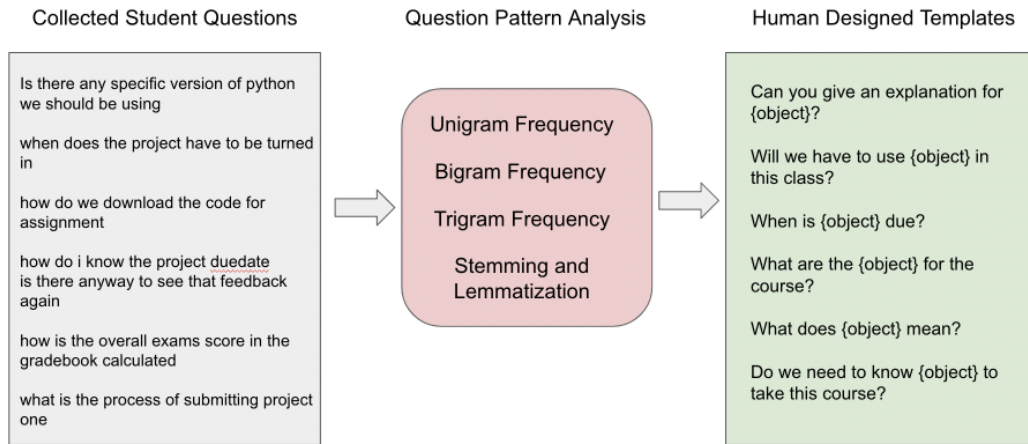 Collected Student Questions
Question Pattern Analysis
Human Designed Templates
Is there any specific version of python
we should be using
when does the project have to be turned
in
how do we download the code for
assignment
how do i know the project duedate
is there anyway to see that feedback
again
how is the overall exams score in the
gradebook calculated
what is the process of submitting project
one
Unigram Frequency
Bigram Frequency
Trigram Frequency
Stemming and
Lemmatization
Can you give an explanation for
{object}?
Will we have to use {object} in
this class?
When is {object} due?
What are the {object} for the
course?
What does {object} mean?
Do we need to know {object} to
take this course?